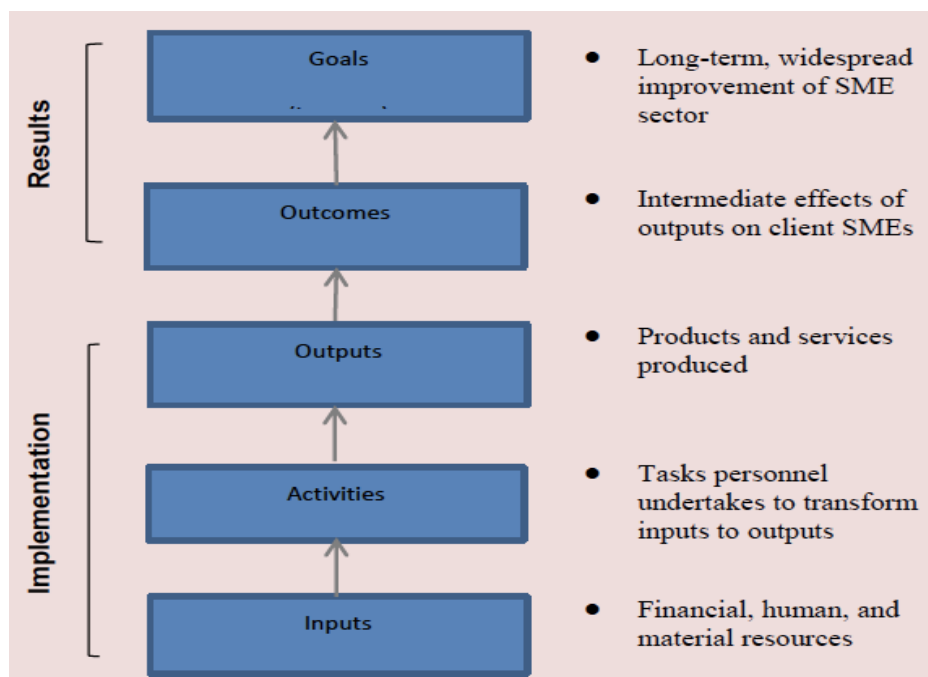 Results
Implementation
Goals
Outcomes
Outputs
Activities
Inputs
● Long-term, widespread
improvement of SME
sector
● Intermediate effects of
outputs on client SMEs
● Products and services
produced
● Tasks personnel
undertakes to transform
inputs to outputs
● Financial, human, and
material resources